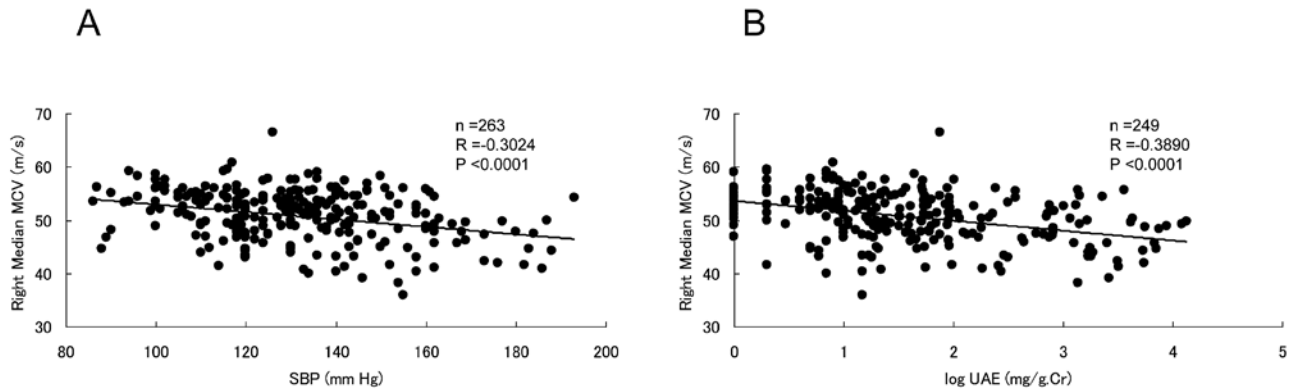 A
70
60
50
40
30
Right Median MCV (m/s)
n =263
R =-0.3024
P <0.0001
80 100 120 140 160 180 200
SBP (mm Hg)
B
70
60
50
40
30
Right Median MCV (m/s)
n =249
R =-0.3890
P <0.0001
0 1 2 3 4 5
log UAE (mg/g.Cr)